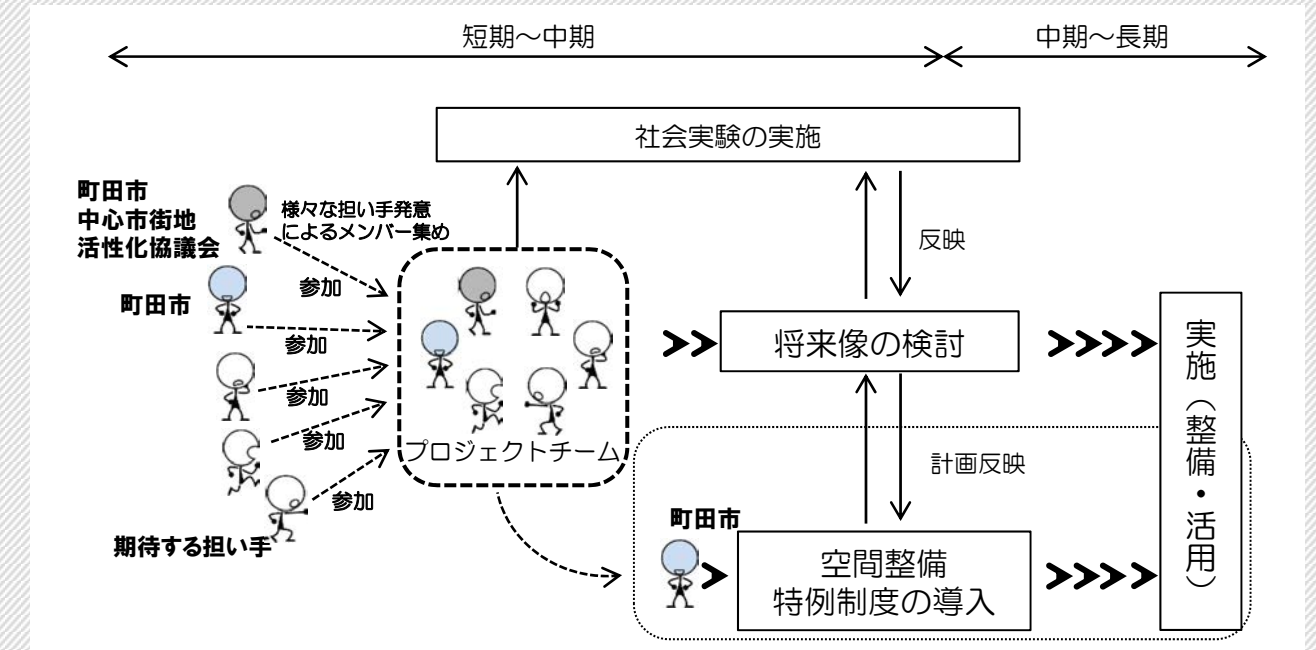 短期～中期
中期～長期
社会実験の実施
町田市
中心市街地
活性化協議会
様々な担い手発意
によるメンバー集め
参加
町田市
参加
参加
参加
参加
期待する担い手
プロジェクトチーム
反映
将来像の検討
計画反映
町田市
空間整備
特例制度の導入
実施（整備・活用）